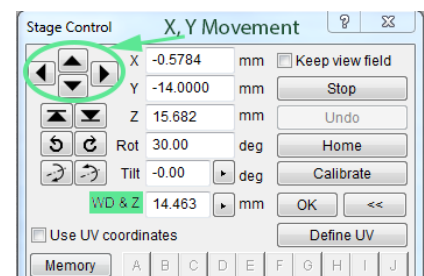 Stage Control X, Y Movement ?
X -0.5784 mm Keep view field
Y -14.0000 mm Stop
Z 15.682 mm Undo
Rot 30.00 deg Home
Tilt -0.00 deg Calibrate
WD & Z 14.463 mm OK <<
Use UV coordinates Define UV
Memory A B C D E F G H I J